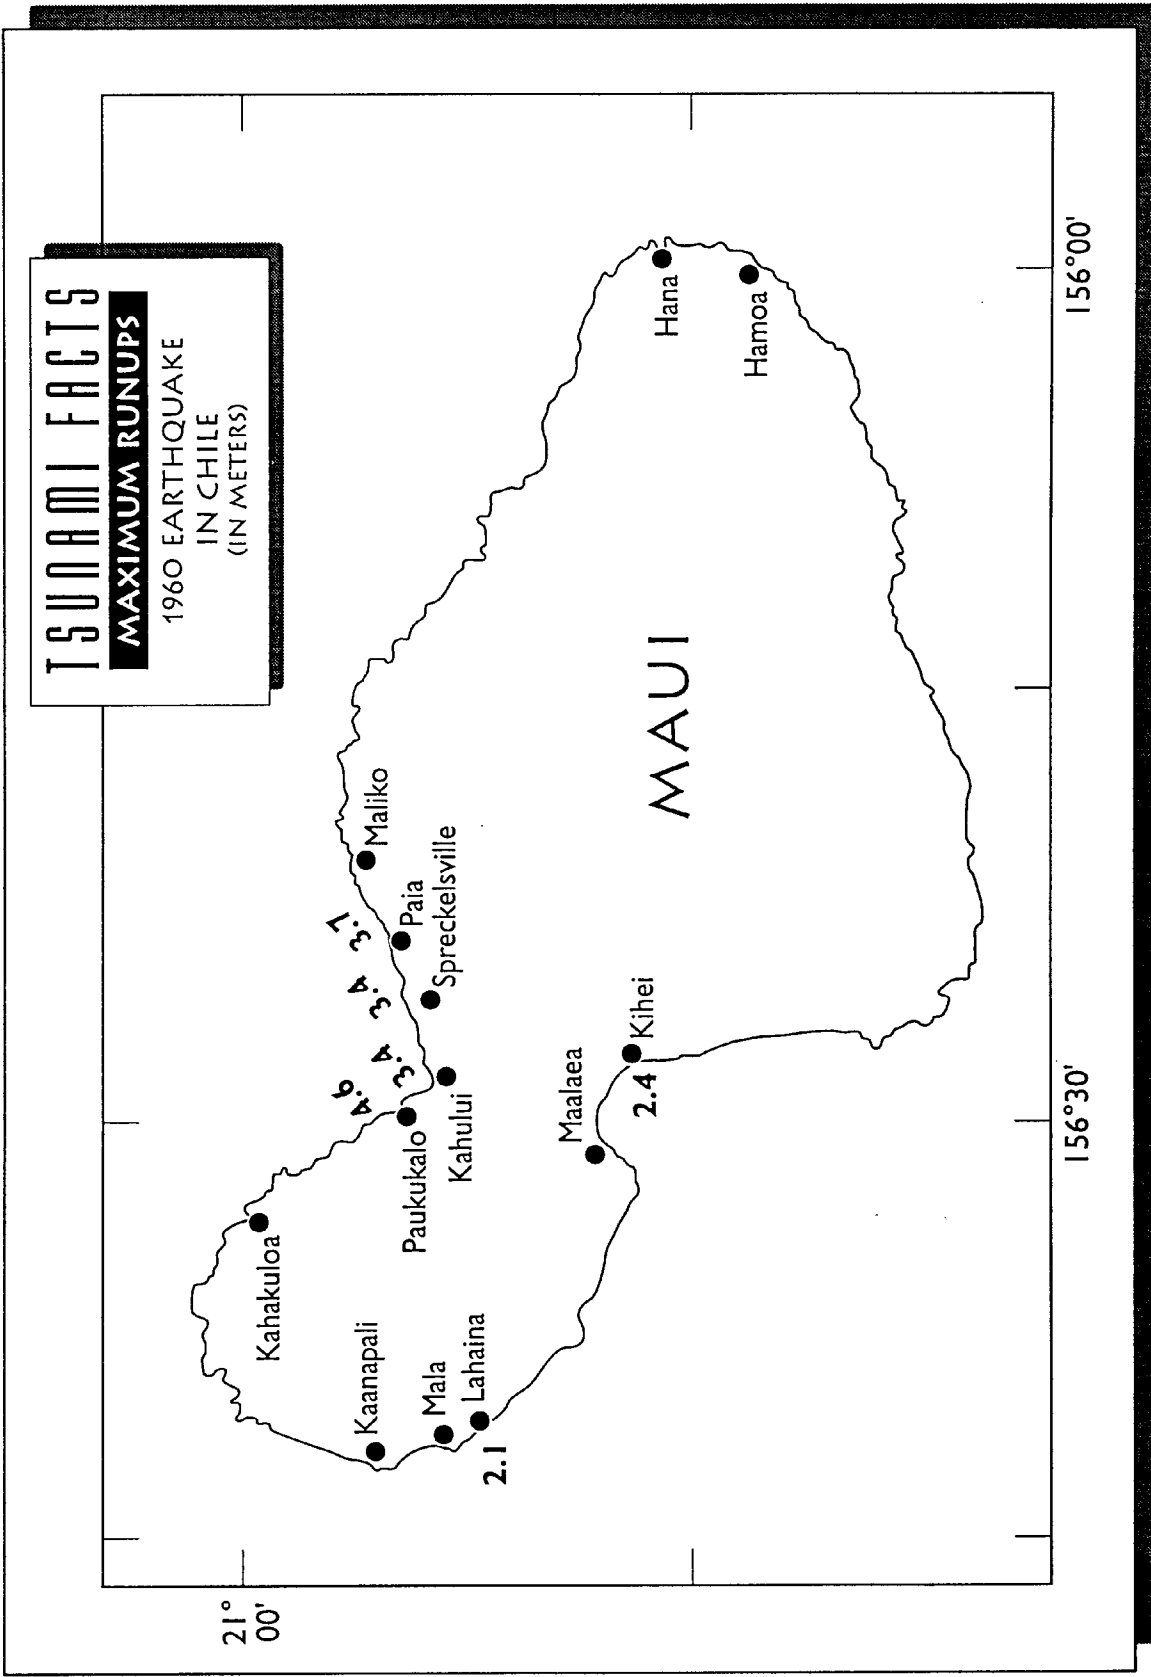 TSUNAMI FACTS
MAXIMUM RUNUPS
1960 EARTHQUAKE
IN CHILE
(IN METERS)
21°
00'
Kahakuloa
Kaanapali
Mala
Lahaina
2.1
4.6
3.4
3.4
3.7
Paukukalo
Kahului
Maliko
Paia
Spreckelsville
Maalaea
Kihei
2.4
MAUI
Hana
Hamoa
156°30'
156°00'